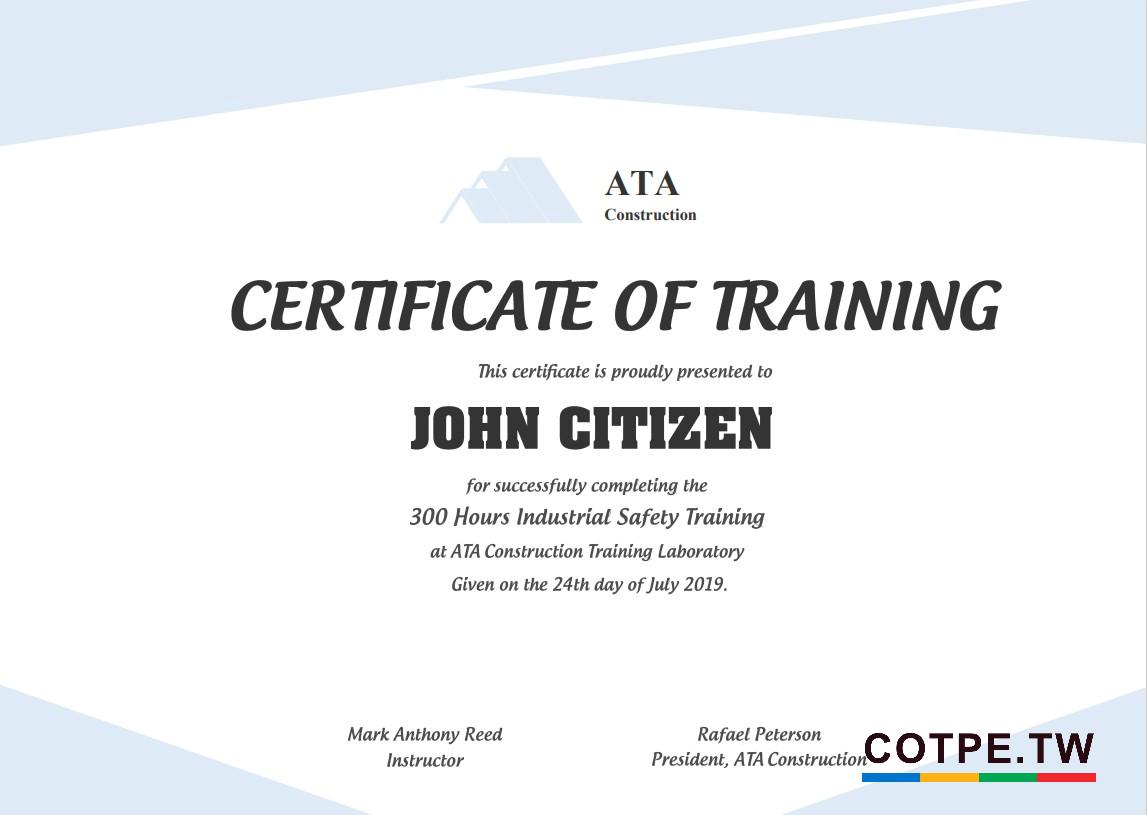 ATA
Construction
CERTIFICATE OF TRAINING
This certificate is proudly presented to
JOHN CITIZEN
for successfully completing the
300 Hours Industrial Safety Training
at ATA Construction Training Laboratory
Given on the 24th day of July 2019.
Mark Anthony Reed
Instructor
Rafael Peterson
President, ATA Construction
COTPE.TW